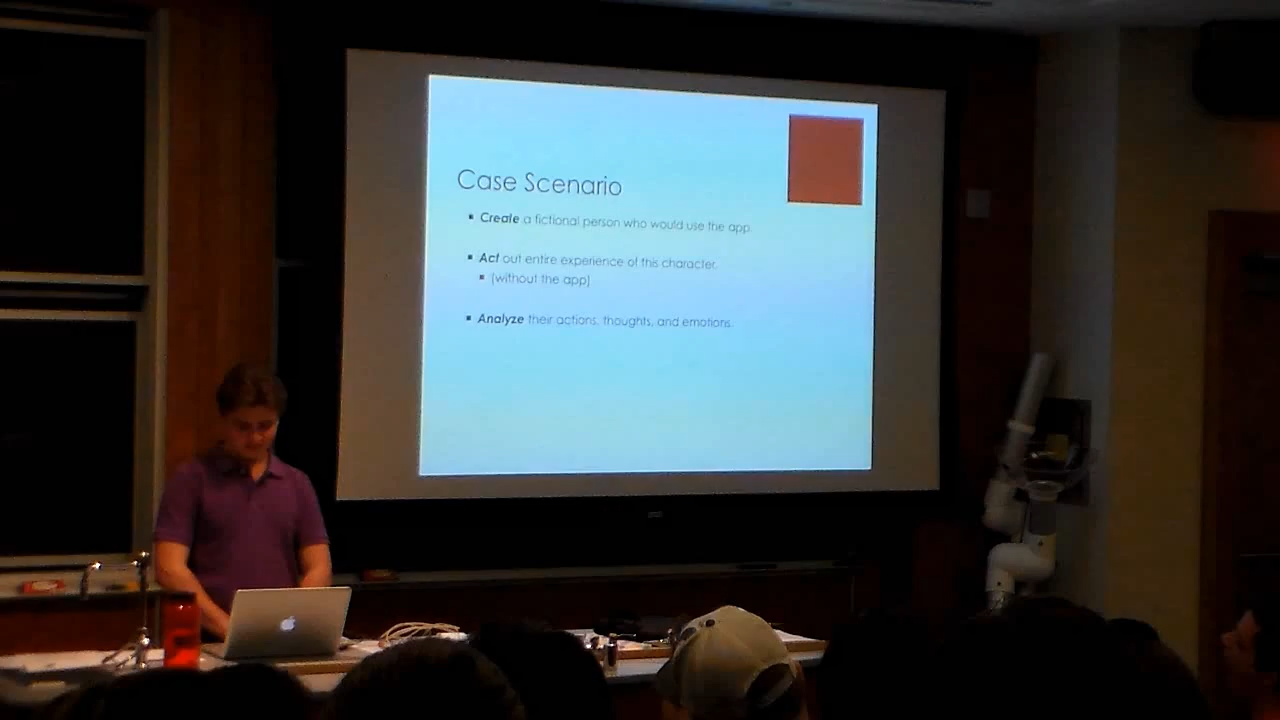 Case Scenario
▪ Create a fictional person who would use the app.
▪ Act out entire experience of this character.
▪ (without the app)
▪ Analyze their actions, thoughts, and emotions.